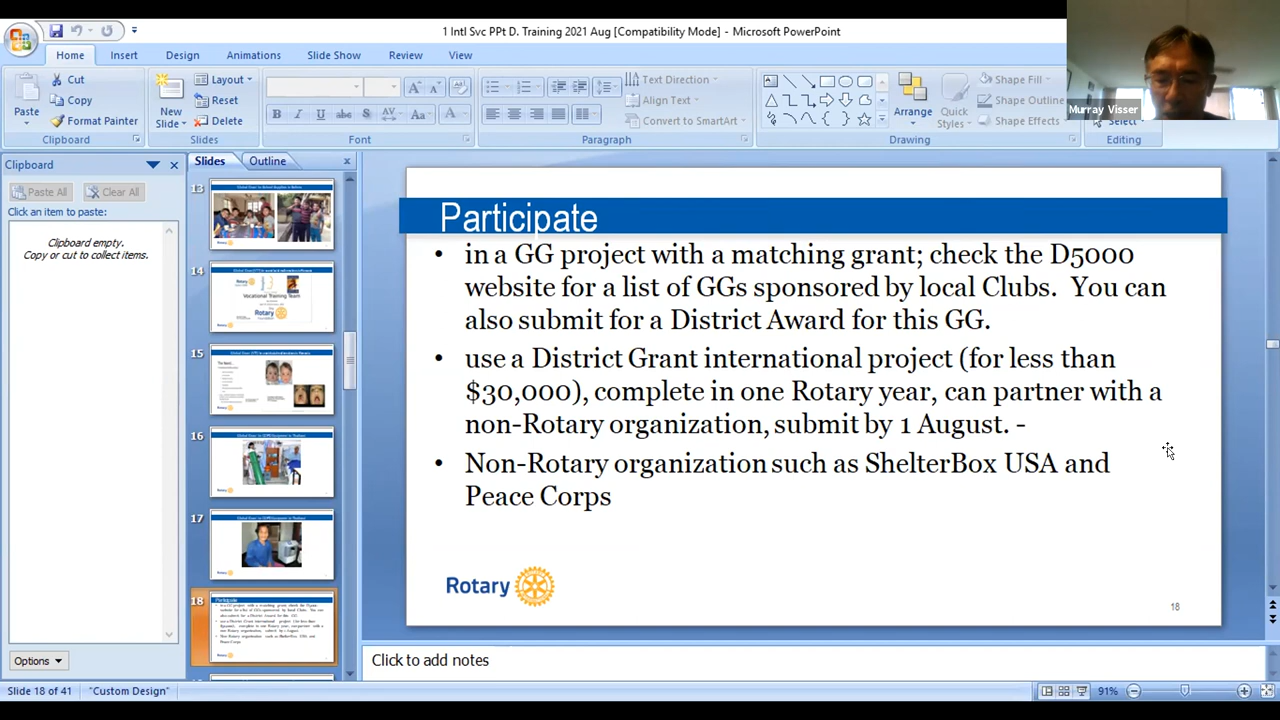 1 Intl Svc PPt D. Training 2021 Aug [Compatibility Mode] - Microsoft PowerPoint
Home Insert Design Animations Slide Show Review View
Paste
Cut
Copy
Format Painter
Clipboard
New Slide
Layout
Reset
Delete
Slides
Font
Text Direction
Align Text
Convert to SmartArt
Paragraph
Arrange
Quick Styles
Shape Fill
Shape Outline
Shape Effects
Drawing
Select
Editing
Murray Visser
Clipboard
Paste All Clear All
Click an item to paste:
Clipboard empty.
Copy or cut to collect items.
Options
Slides Outline
13
14
Vocational Training Team
Rotary
15
16
17
18
Participate
• in a GG project with a matching grant; check the D5000
website for a list of GGs sponsored by local Clubs. You can
also submit for a District Award for this GG.
• use a District Grant international project (for less than
$30,000), complete in one Rotary year, can partner with a
non-Rotary organization, submit by 1 August. -
• Non-Rotary organization such as ShelterBox USA and
Peace Corps
Rotary
18
Click to add notes
Slide 18 of 41 "Custom Design" 91%